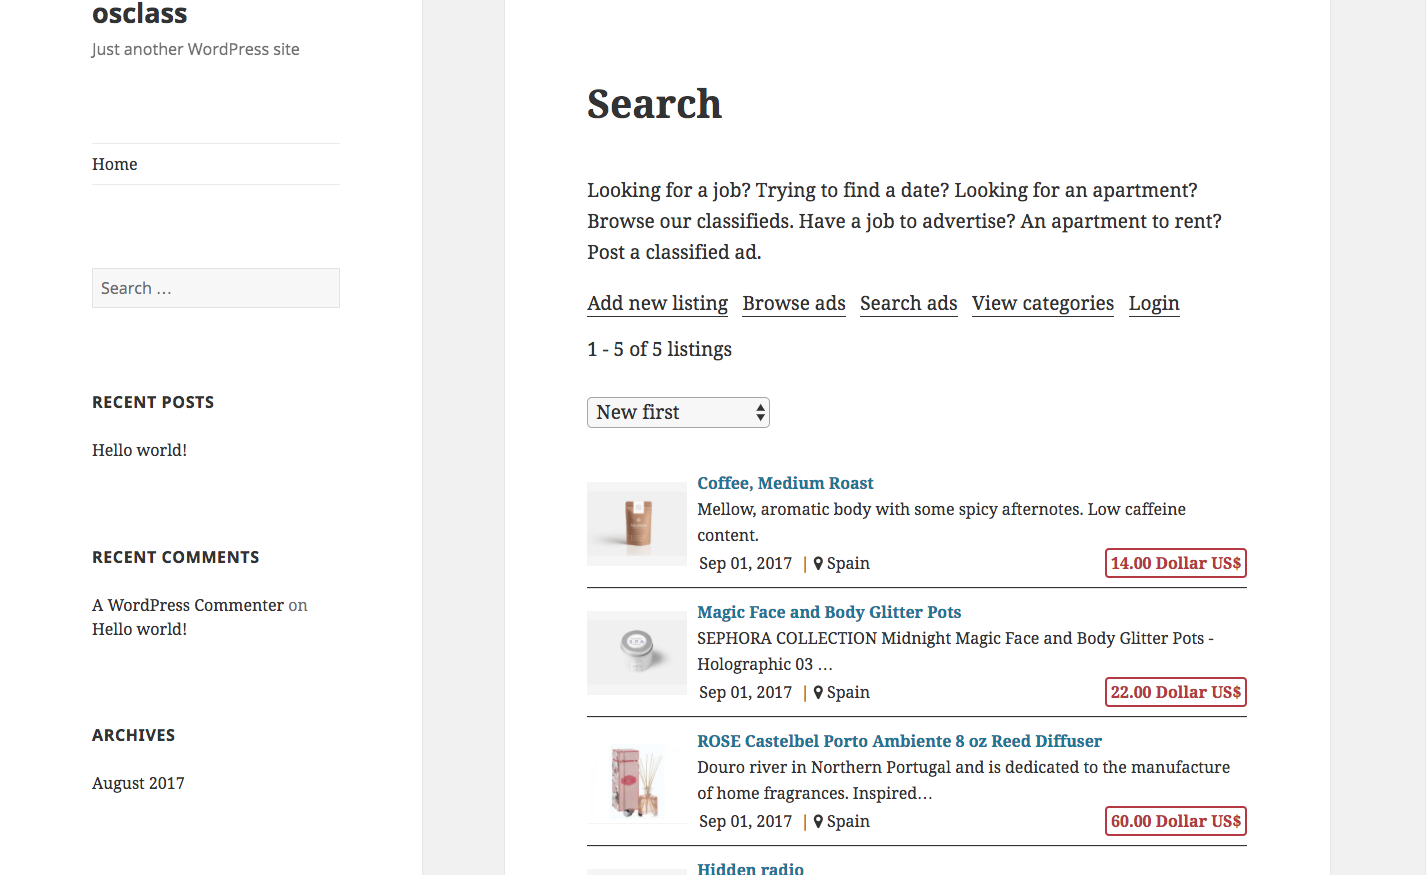 osclass
Just another WordPress site
Home
Search …
RECENT POSTS
Hello world!
RECENT COMMENTS
A WordPress Commenter on
Hello world!
ARCHIVES
August 2017
Search
Looking for a job? Trying to find a date? Looking for an apartment?
Browse our classifieds. Have a job to advertise? An apartment to rent?
Post a classified ad.
Add new listing Browse ads Search ads View categories Login
1 - 5 of 5 listings
New first
Coffee, Medium Roast
Mellow, aromatic body with some spicy afternotes. Low caffeine
content.
Sep 01, 2017 | Spain
14.00 Dollar US$
Magic Face and Body Glitter Pots
SEPHORA COLLECTION Midnight Magic Face and Body Glitter Pots -
Holographic 03 …
Sep 01, 2017 | Spain
22.00 Dollar US$
ROSE Castelbel Porto Ambiente 8 oz Reed Diffuser
Douro river in Northern Portugal and is dedicated to the manufacture
of home fragrances. Inspired…
Sep 01, 2017 | Spain
60.00 Dollar US$
Hidden radio